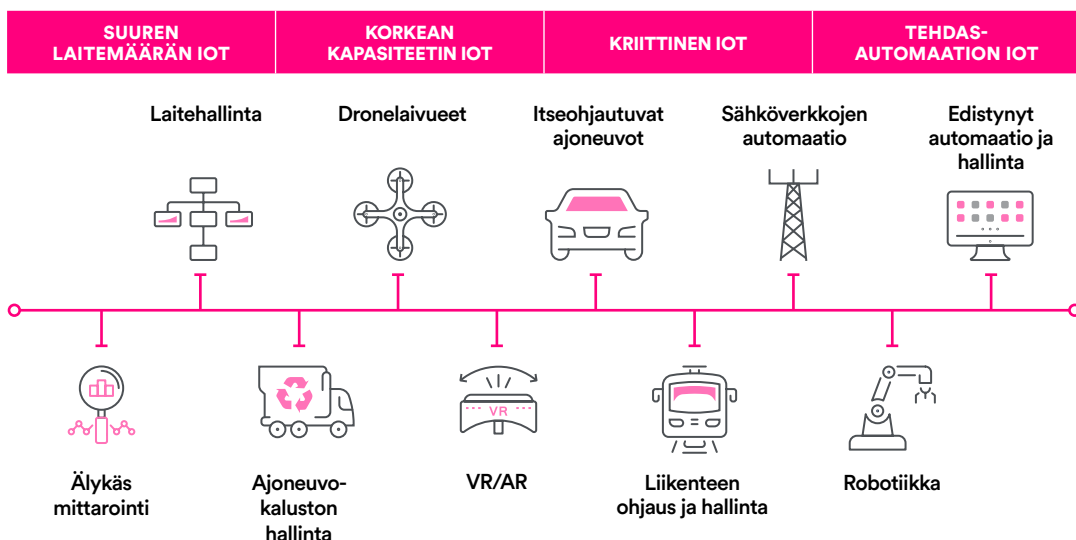 SUUREN
LAITEMÄÄRÄN IOT
KORKEAN
KAPASITEETIN IOT
KRIITTINEN IOT
TEHDAS-
AUTOMAATION IOT
Laitehallinta
Dronelaivueet
Itseohjautuvat
ajoneuvot
Sähköverkkojen
automaatio
Edistynyt
automaatio ja
hallinta
VR
Älykäs
mittarointi
Ajoneuvo-
kaluston
hallinta
VR/AR
Liikenteen
ohjaus ja hallinta
Robotiikka